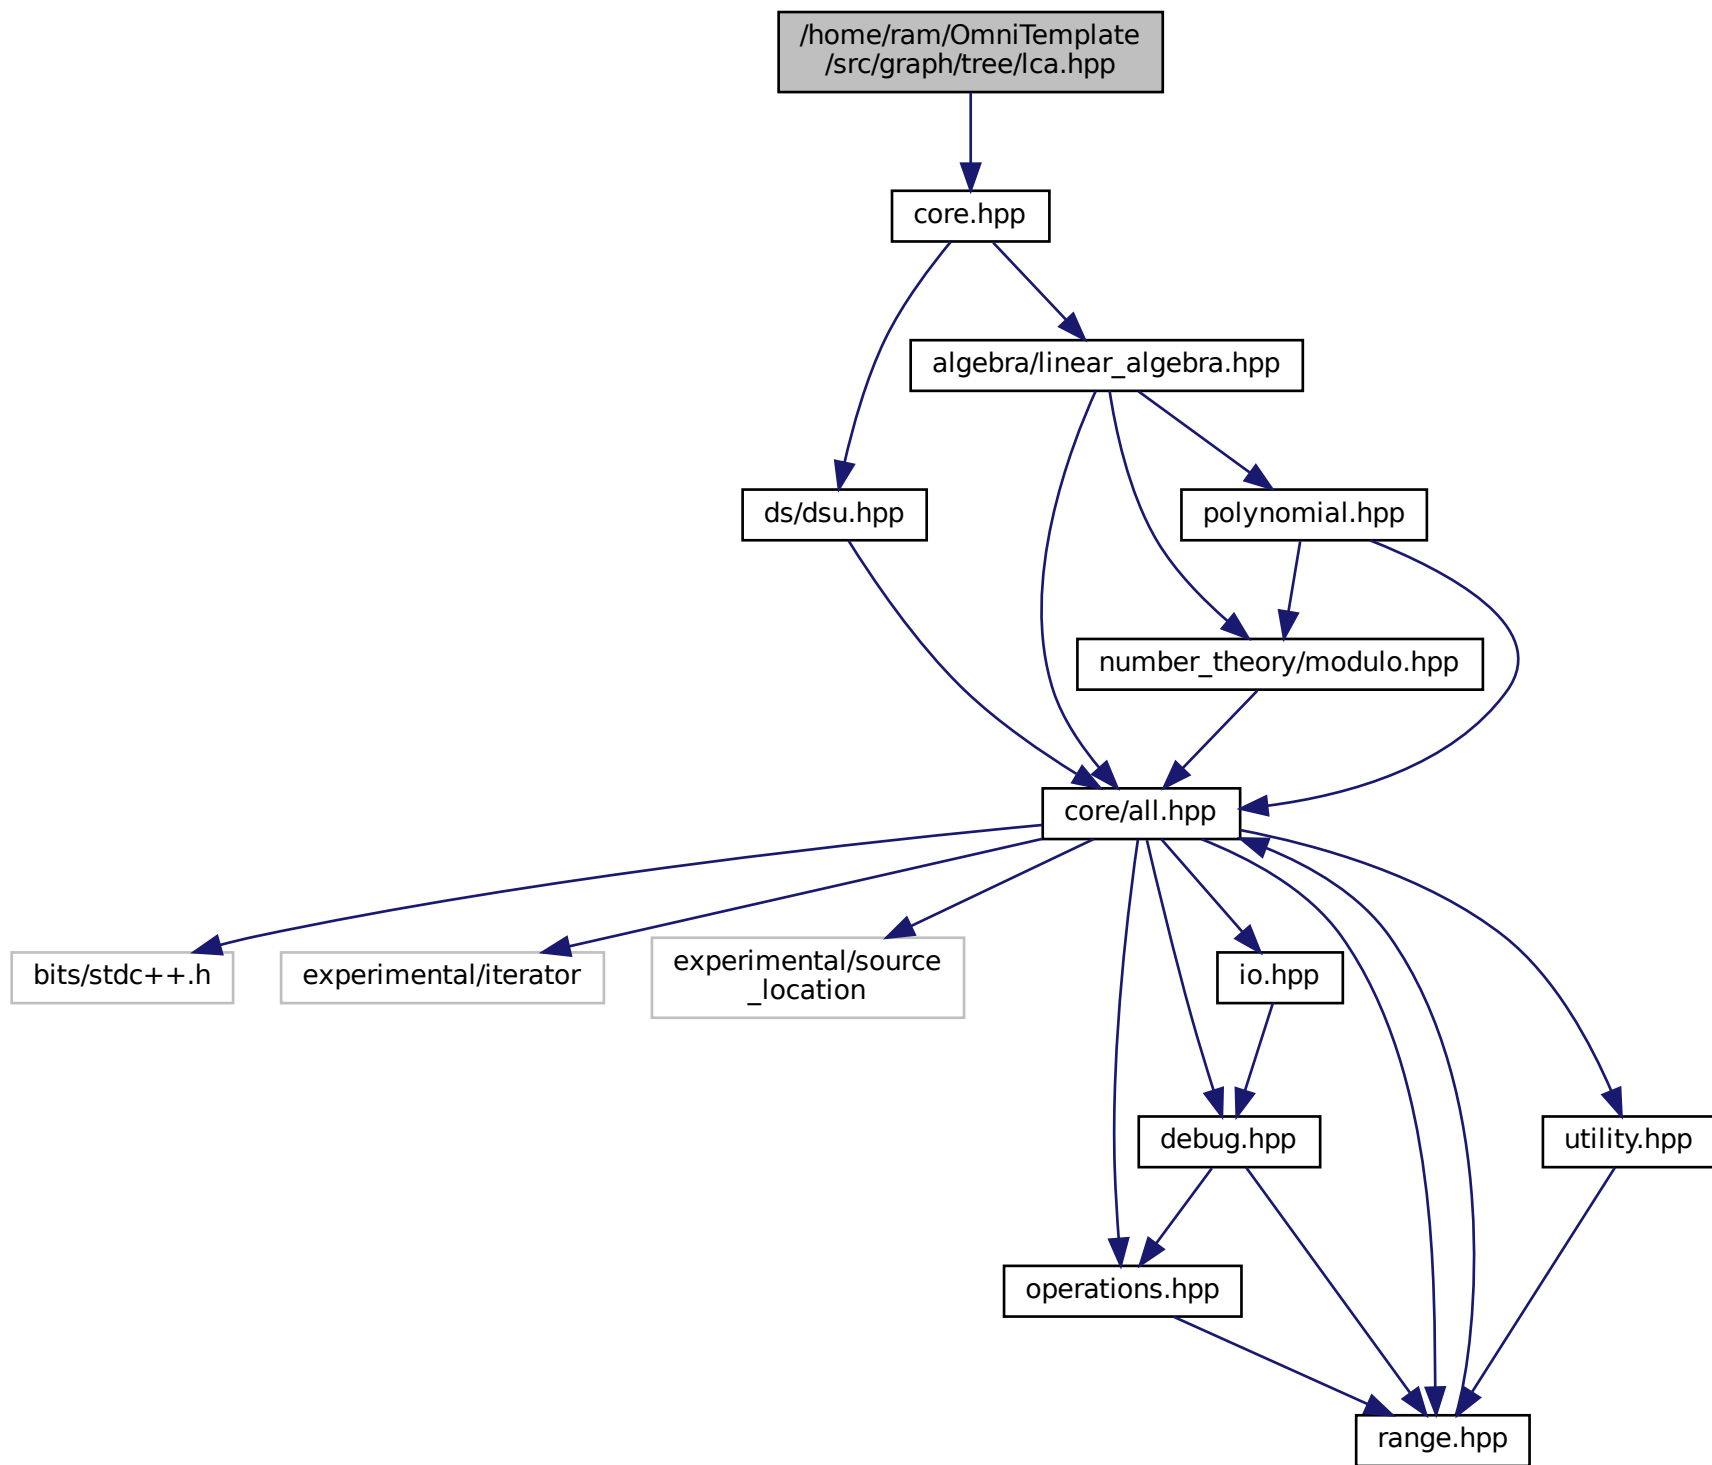 /home/ram/OmniTemplate
/src/graph/tree/lca.hpp
core.hpp
algebra/linear_algebra.hpp
ds/dsu.hpp
polynomial.hpp
number_theory/modulo.hpp
core/all.hpp
bits/stdc++.h
experimental/iterator
experimental/source
_location
io.hpp
debug.hpp
utility.hpp
operations.hpp
range.hpp